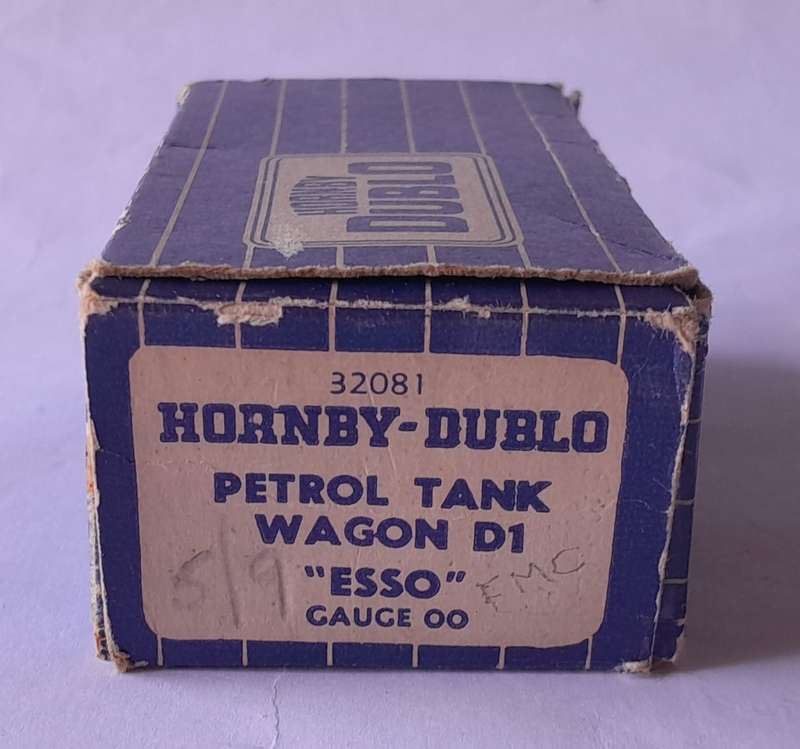 HORNBY
DUBLO
32081
HORNBY-DUBLO
PETROL TANK
WAGON D1
"ESSO"
GAUGE OO
5/9
EMC